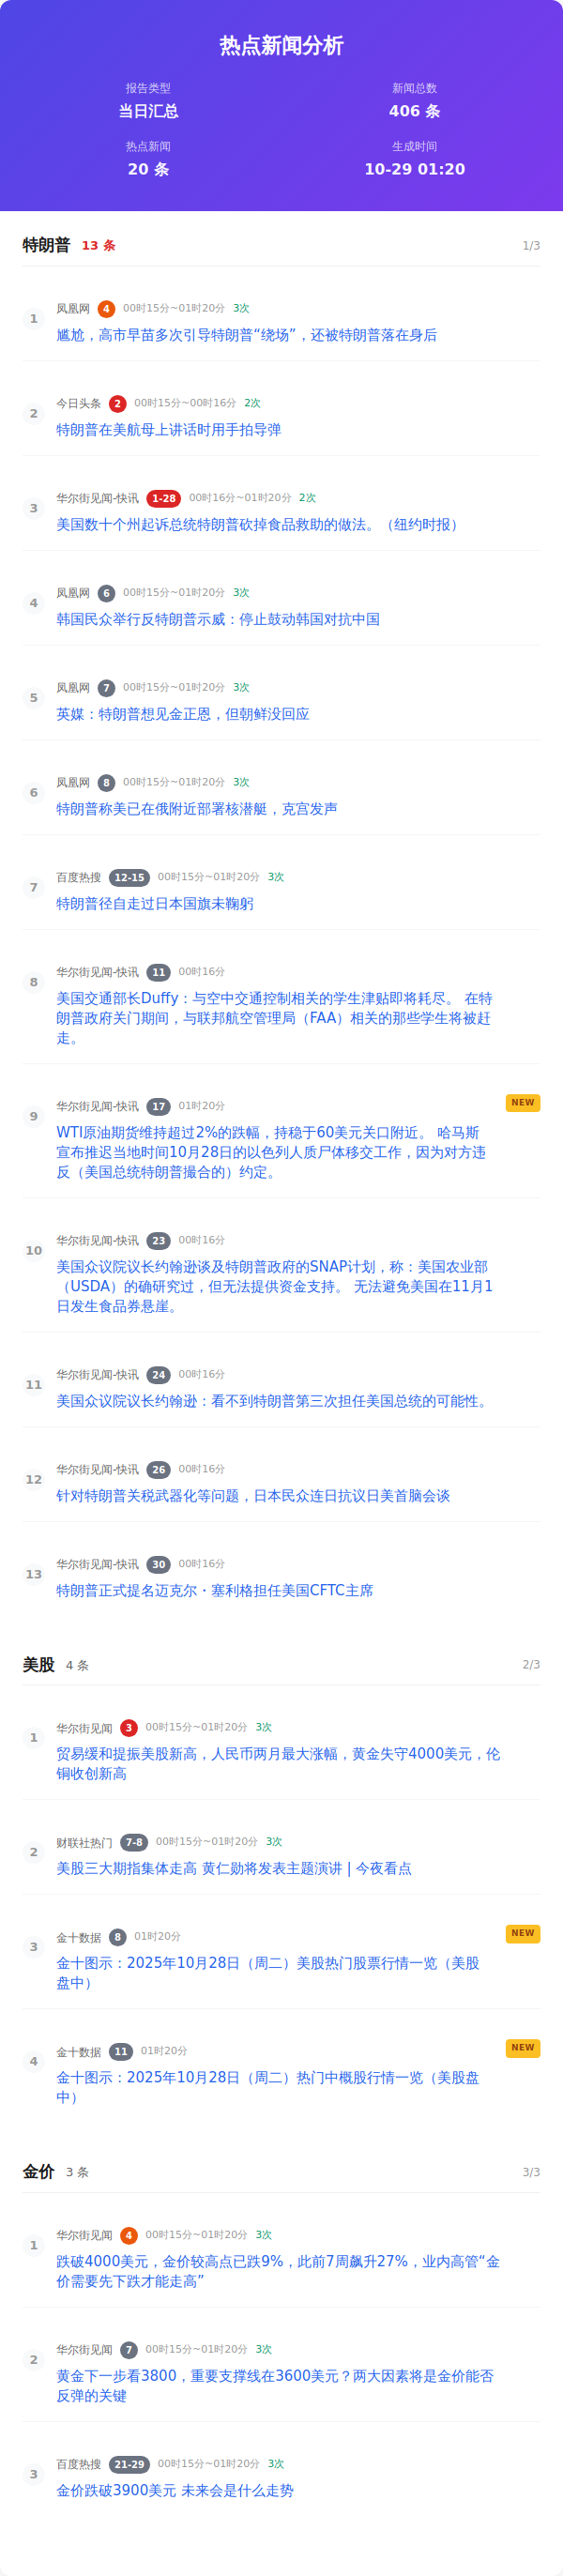 热点新闻分析
报告类型
当日汇总
新闻总数
406 条
热点新闻
20 条
生成时间
10-29 01:20
特朗普 13 条 1/3
1 凤凰网 4 00时15分~01时20分 3次
尴尬，高市早苗多次引导特朗普“绕场”，还被特朗普落在身后
2 今日头条 2 00时15分~00时16分 2次
特朗普在美航母上讲话时用手拍导弹
3 华尔街见闻-快讯 1-28 00时16分~01时20分 2次
美国数十个州起诉总统特朗普砍掉食品救助的做法。（纽约时报）
4 凤凰网 6 00时15分~01时20分 3次
韩国民众举行反特朗普示威：停止鼓动韩国对抗中国
5 凤凰网 7 00时15分~01时20分 3次
英媒：特朗普想见金正恩，但朝鲜没回应
6 凤凰网 8 00时15分~01时20分 3次
特朗普称美已在俄附近部署核潜艇，克宫发声
7 百度热搜 12-15 00时15分~01时20分 3次
特朗普径自走过日本国旗未鞠躬
8 华尔街见闻-快讯 11 00时16分
美国交通部长Duffy：与空中交通控制相关的学生津贴即将耗尽。 在特
朗普政府关门期间，与联邦航空管理局（FAA）相关的那些学生将被赶
走。
9 华尔街见闻-快讯 17 01时20分 NEW
WTI原油期货维持超过2%的跌幅，持稳于60美元关口附近。 哈马斯
宣布推迟当地时间10月28日的以色列人质尸体移交工作，因为对方违
反（美国总统特朗普撮合的）约定。
10 华尔街见闻-快讯 23 00时16分
美国众议院议长约翰逊谈及特朗普政府的SNAP计划，称：美国农业部
（USDA）的确研究过，但无法提供资金支持。 无法避免美国在11月1
日发生食品券悬崖。
11 华尔街见闻-快讯 24 00时16分
美国众议院议长约翰逊：看不到特朗普第三次担任美国总统的可能性。
12 华尔街见闻-快讯 26 00时16分
针对特朗普关税武器化等问题，日本民众连日抗议日美首脑会谈
13 华尔街见闻-快讯 30 00时16分
特朗普正式提名迈克尔・塞利格担任美国CFTC主席
美股 4 条 2/3
1 华尔街见闻 3 00时15分~01时20分 3次
贸易缓和提振美股新高，人民币两月最大涨幅，黄金失守4000美元，伦
铜收创新高
2 财联社热门 7-8 00时15分~01时20分 3次
美股三大期指集体走高 黄仁勋将发表主题演讲 | 今夜看点
3 金十数据 8 01时20分 NEW
金十图示：2025年10月28日（周二）美股热门股票行情一览（美股
盘中）
4 金十数据 11 01时20分 NEW
金十图示：2025年10月28日（周二）热门中概股行情一览（美股盘
中）
金价 3 条 3/3
1 华尔街见闻 4 00时15分~01时20分 3次
跌破4000美元，金价较高点已跌9%，此前7周飙升27%，业内高管“金
价需要先下跌才能走高”
2 华尔街见闻 7 00时15分~01时20分 3次
黄金下一步看3800，重要支撑线在3600美元？两大因素将是金价能否
反弹的关键
3 百度热搜 21-29 00时15分~01时20分 3次
金价跌破3900美元 未来会是什么走势